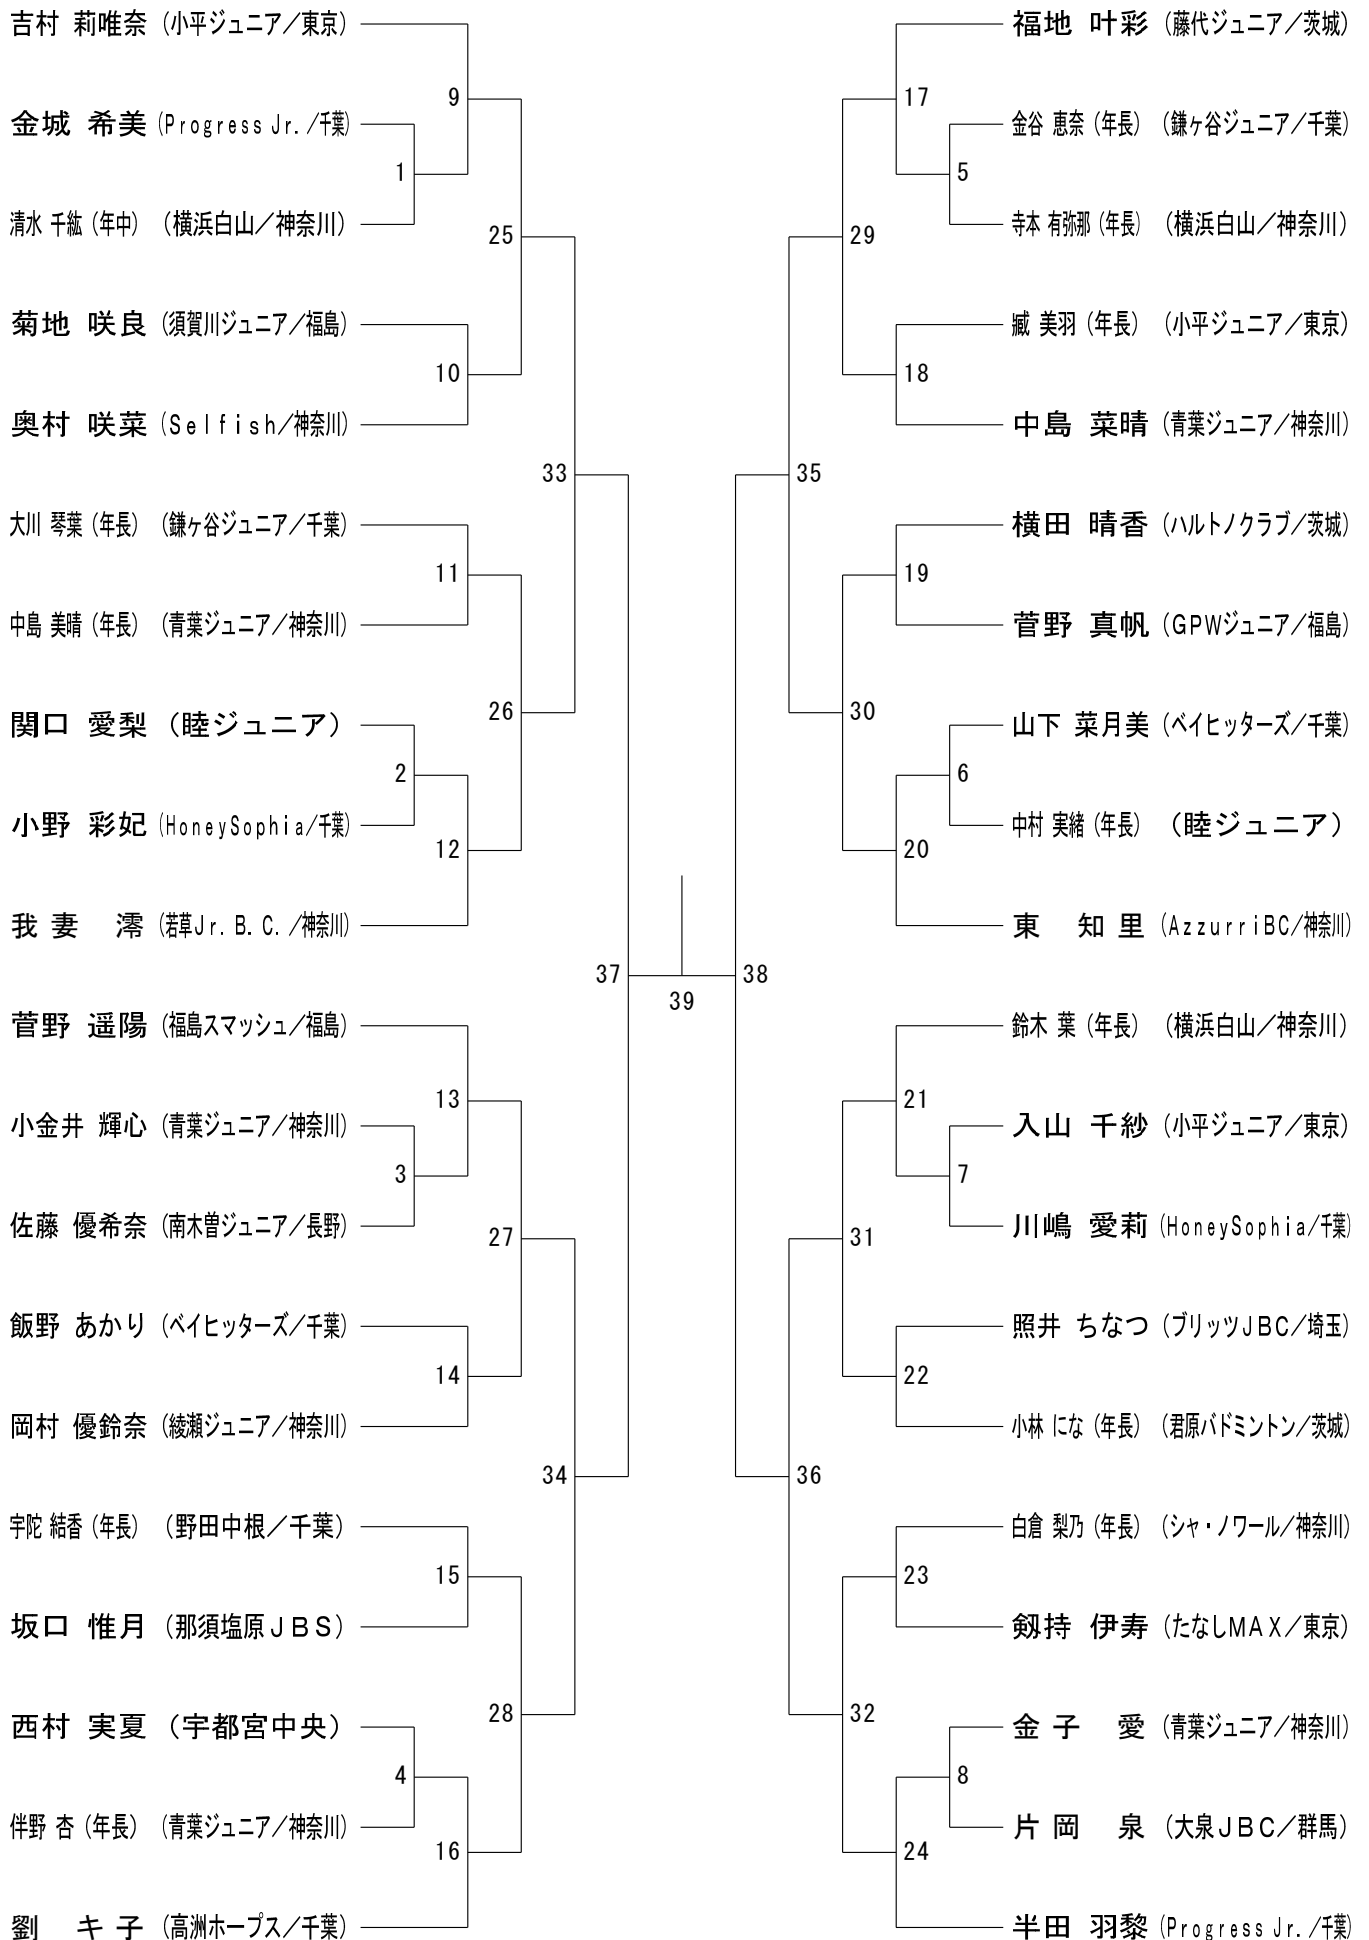 吉村 莉唯奈（小平ジュニア／東京）
9
金城 希美（Progress Jr.／千葉）
1
清水 千紘（年中）（横浜白山／神奈川）
25
菊地 咲良（須賀川ジュニア／福島）
10
奥村 咲菜（Selfish／神奈川）
33
大川 琴葉（年長）（鎌ヶ谷ジュニア／千葉）
11
中島 美晴（年長）（青葉ジュニア／神奈川）
26
関口 愛梨（睦ジュニア）
2
小野 彩妃（HoneySophia／千葉）
12
我妻 澪（若草Jr.B.C.／神奈川）
37
菅野 遥陽（福島スマッシュ／福島）
13
小金井 輝心（青葉ジュニア／神奈川）
3
佐藤 優希奈（南木曽ジュニア／長野）
27
飯野 あかり（ベイヒッターズ／千葉）
14
岡村 優鈴奈（綾瀬ジュニア／神奈川）
34
宇陀 結香（年長）（野田中根／千葉）
15
坂口 惟月（那須塩原ＪＢＳ）
28
西村 実夏（宇都宮中央）
4
伴野 杏（年長）（青葉ジュニア／神奈川）
16
劉 キ子（高洲ホープス／千葉）
39
福地 叶彩（藤代ジュニア／茨城）
17
金谷 恵奈（年長）（鎌ヶ谷ジュニア／千葉）
5
寺本 有弥那（年長）（横浜白山／神奈川）
29
臧 美羽（年長）（小平ジュニア／東京）
18
中島 菜晴（青葉ジュニア／神奈川）
35
横田 晴香（ハルトノクラブ／茨城）
19
菅野 真帆（GPWジュニア／福島）
30
山下 菜月美（ベイヒッターズ／千葉）
6
中村 実緒（年長）（睦ジュニア）
20
東 知里（AzzurriBC／神奈川）
38
鈴木 葉（年長）（横浜白山／神奈川）
21
入山 千紗（小平ジュニア／東京）
7
川嶋 愛莉（HoneySophia／千葉）
31
照井 ちなつ（ブリッツＪＢＣ／埼玉）
22
小林 にな（年長）（君原バドミントン／茨城）
36
白倉 梨乃（年長）（シャ・ノワール／神奈川）
23
剱持 伊寿（たなしＭＡＸ／東京）
32
金子 愛（青葉ジュニア／神奈川）
8
片岡 泉（大泉ＪＢＣ／群馬）
24
半田 羽黎（Progress Jr.／千葉）